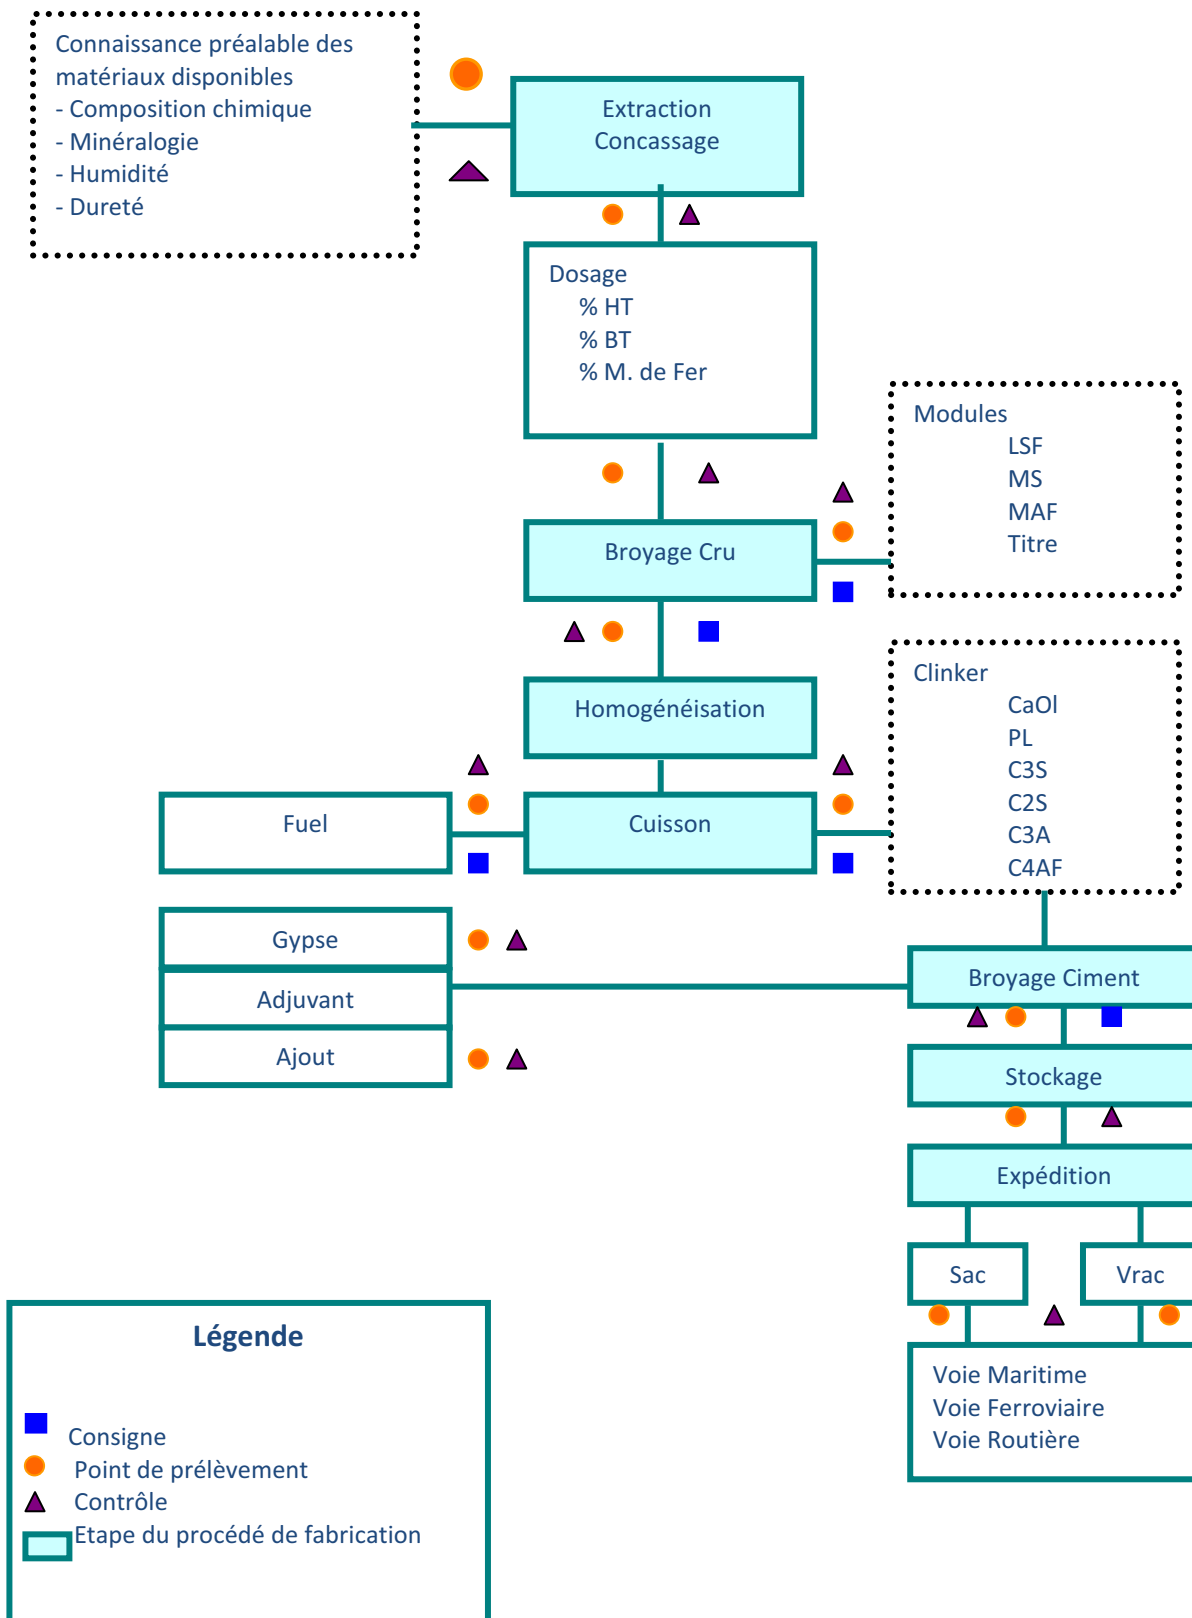 Connaissance préalable des
matériaux disponibles
- Composition chimique
- Minéralogie
- Humidité
- Dureté
Extraction
Concassage
Dosage
% HT
% BT
% M. de Fer
Modules
LSF
MS
MAF
Titre
Broyage Cru
Homogénéisation
Clinker
CaOl
PL
C3S
C2S
C3A
C4AF
Fuel
Cuisson
Gypse
Adjuvant
Ajout
Broyage Ciment
Stockage
Expédition
Sac
Vrac
Voie Maritime
Voie Ferroviaire
Voie Routière
Légende
Consigne
Point de prélèvement
Contrôle
Etape du procédé de fabrication